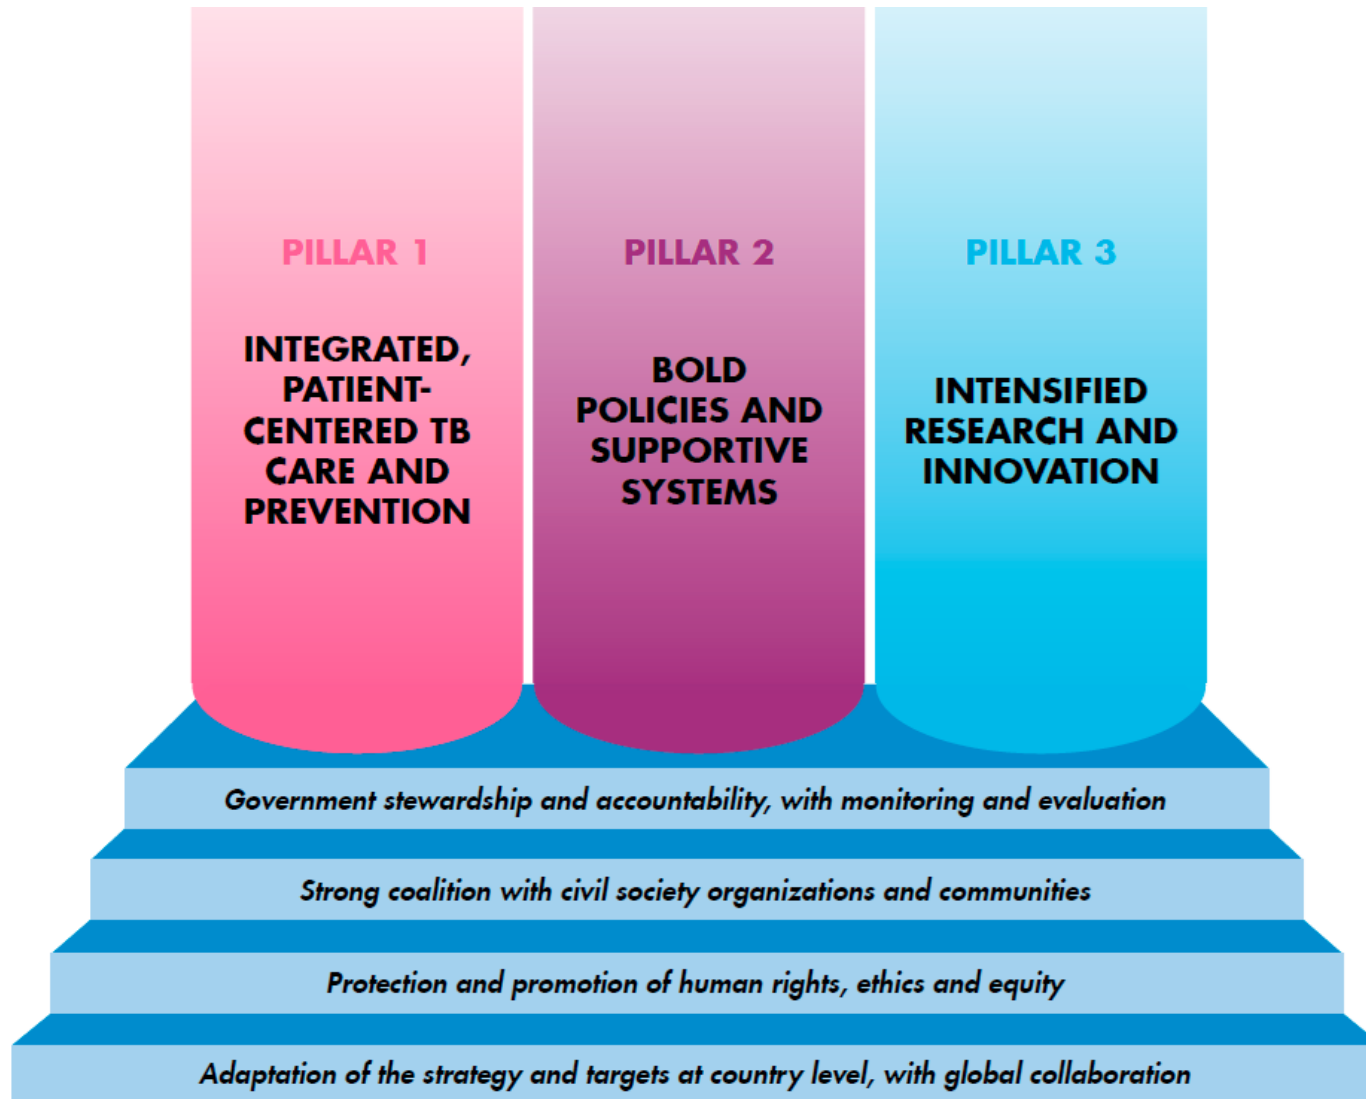 PILLAR 1
INTEGRATED,
PATIENT-
CENTERED TB
CARE AND
PREVENTION
PILLAR 2
BOLD
POLICIES AND
SUPPORTIVE
SYSTEMS
PILLAR 3
INTENSIFIED
RESEARCH AND
INNOVATION
Government stewardship and accountability, with monitoring and evaluation
Strong coalition with civil society organizations and communities
Protection and promotion of human rights, ethics and equity
Adaptation of the strategy and targets at country level, with global collaboration